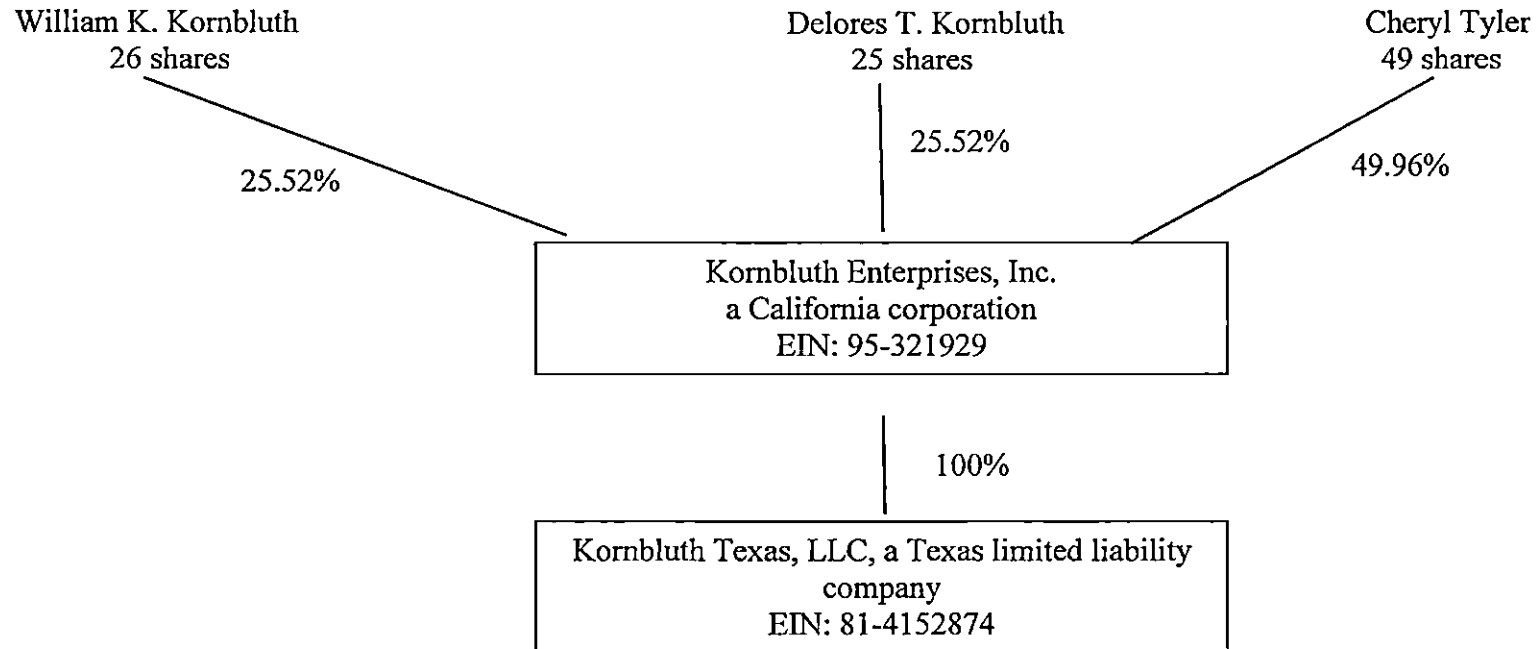 William K. Kornbluth
26 shares
Delores T. Kornbluth
25 shares
Cheryl Tyler
49 shares
25.52%
25.52%
49.96%
Kornbluth Enterprises, Inc.
a California corporation
EIN: 95-321929
100%
Kornbluth Texas, LLC, a Texas limited liability
company
EIN: 81-4152874